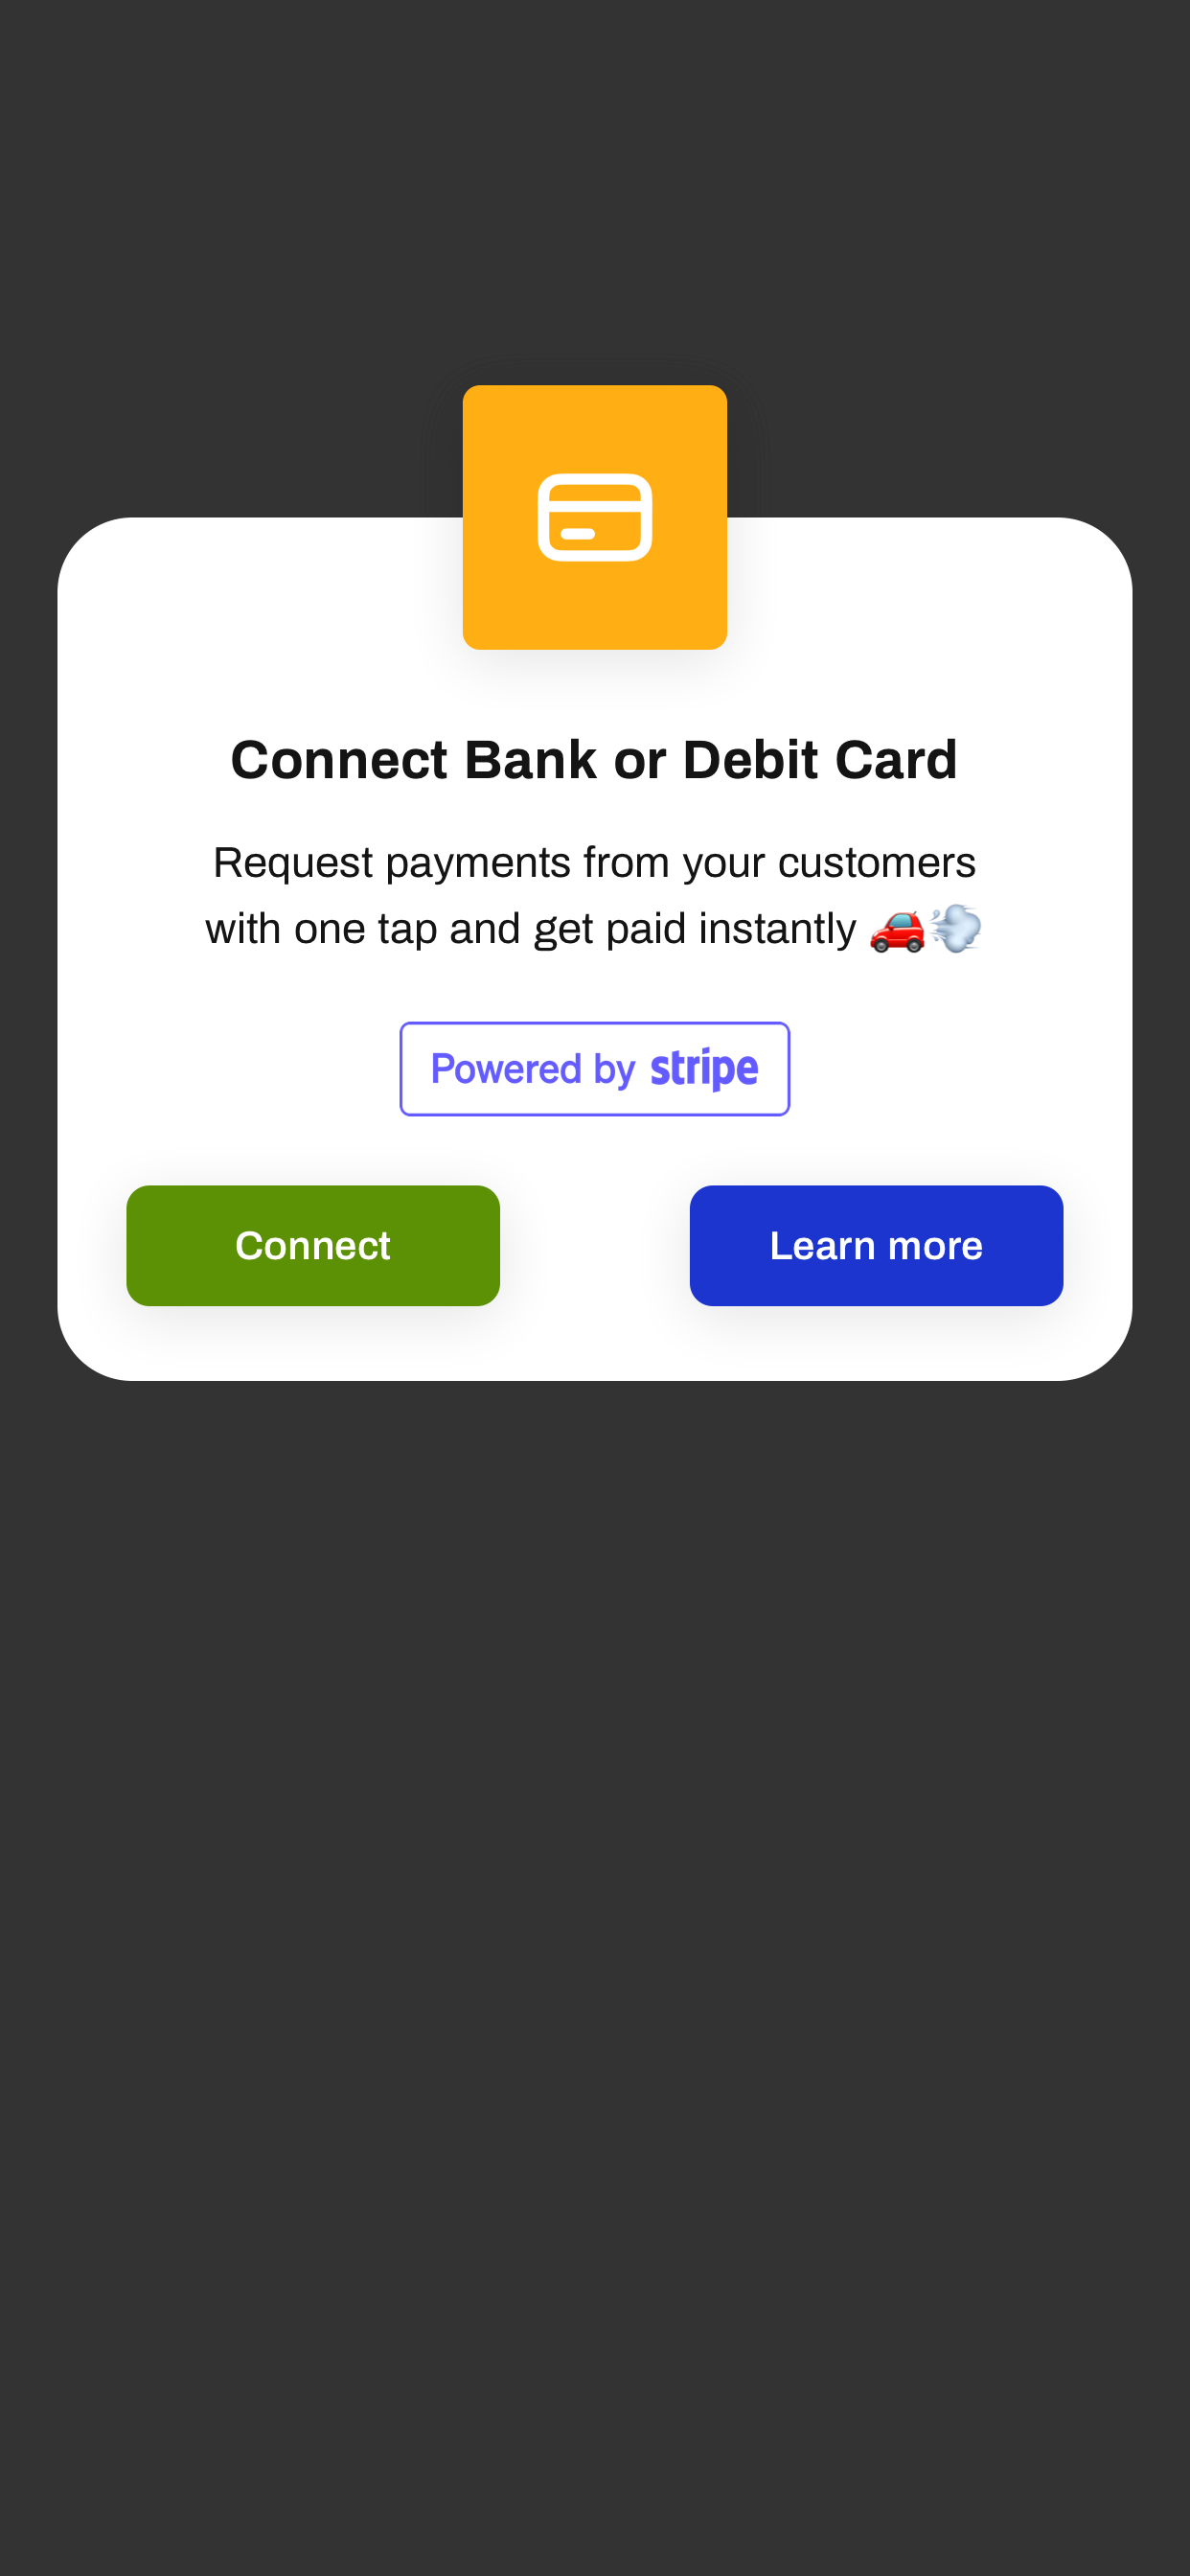 Connect Bank or Debit Card
Request payments from your customers
with one tap and get paid instantly 🚗💨
Powered by stripe
Connect
Learn more